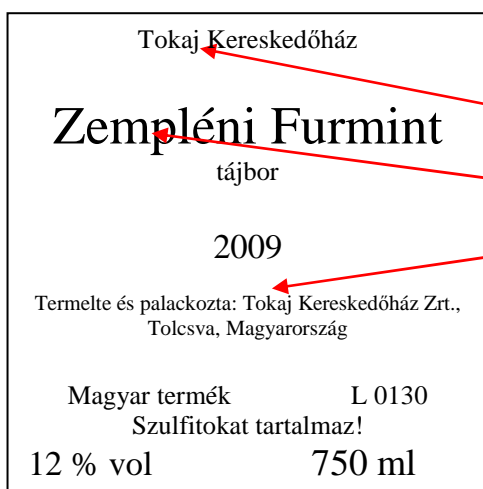 Tokaj Kereskedőház
Zempléni Furmint
tájbor
2009
Termelte és palackozta: Tokaj Kereskedőház Zrt.,
Tolcsva, Magyarország
Magyar termék L 0130
Szulfitokat tartalmaz!
12 % vol 750 ml